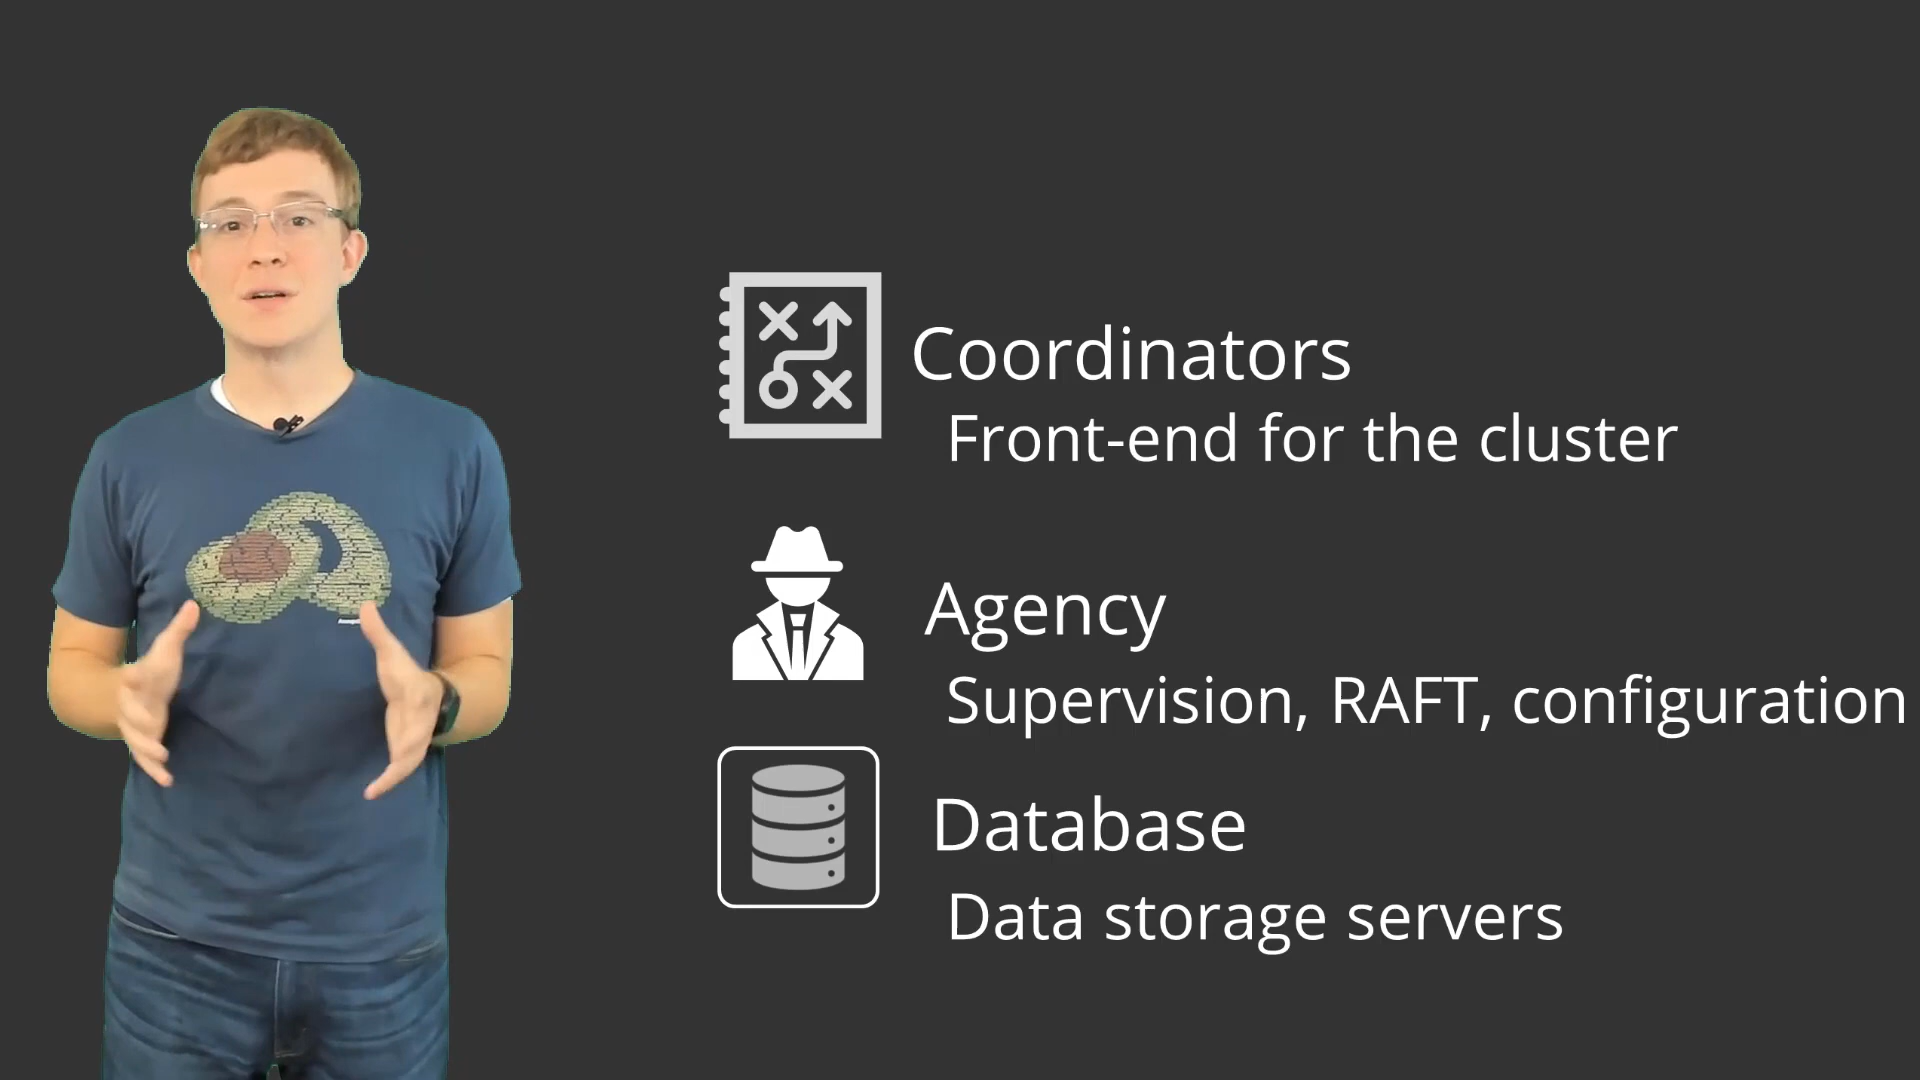 Coordinators
Front-end for the cluster
Agency
Supervision, RAFT, configuration
Database
Data storage servers